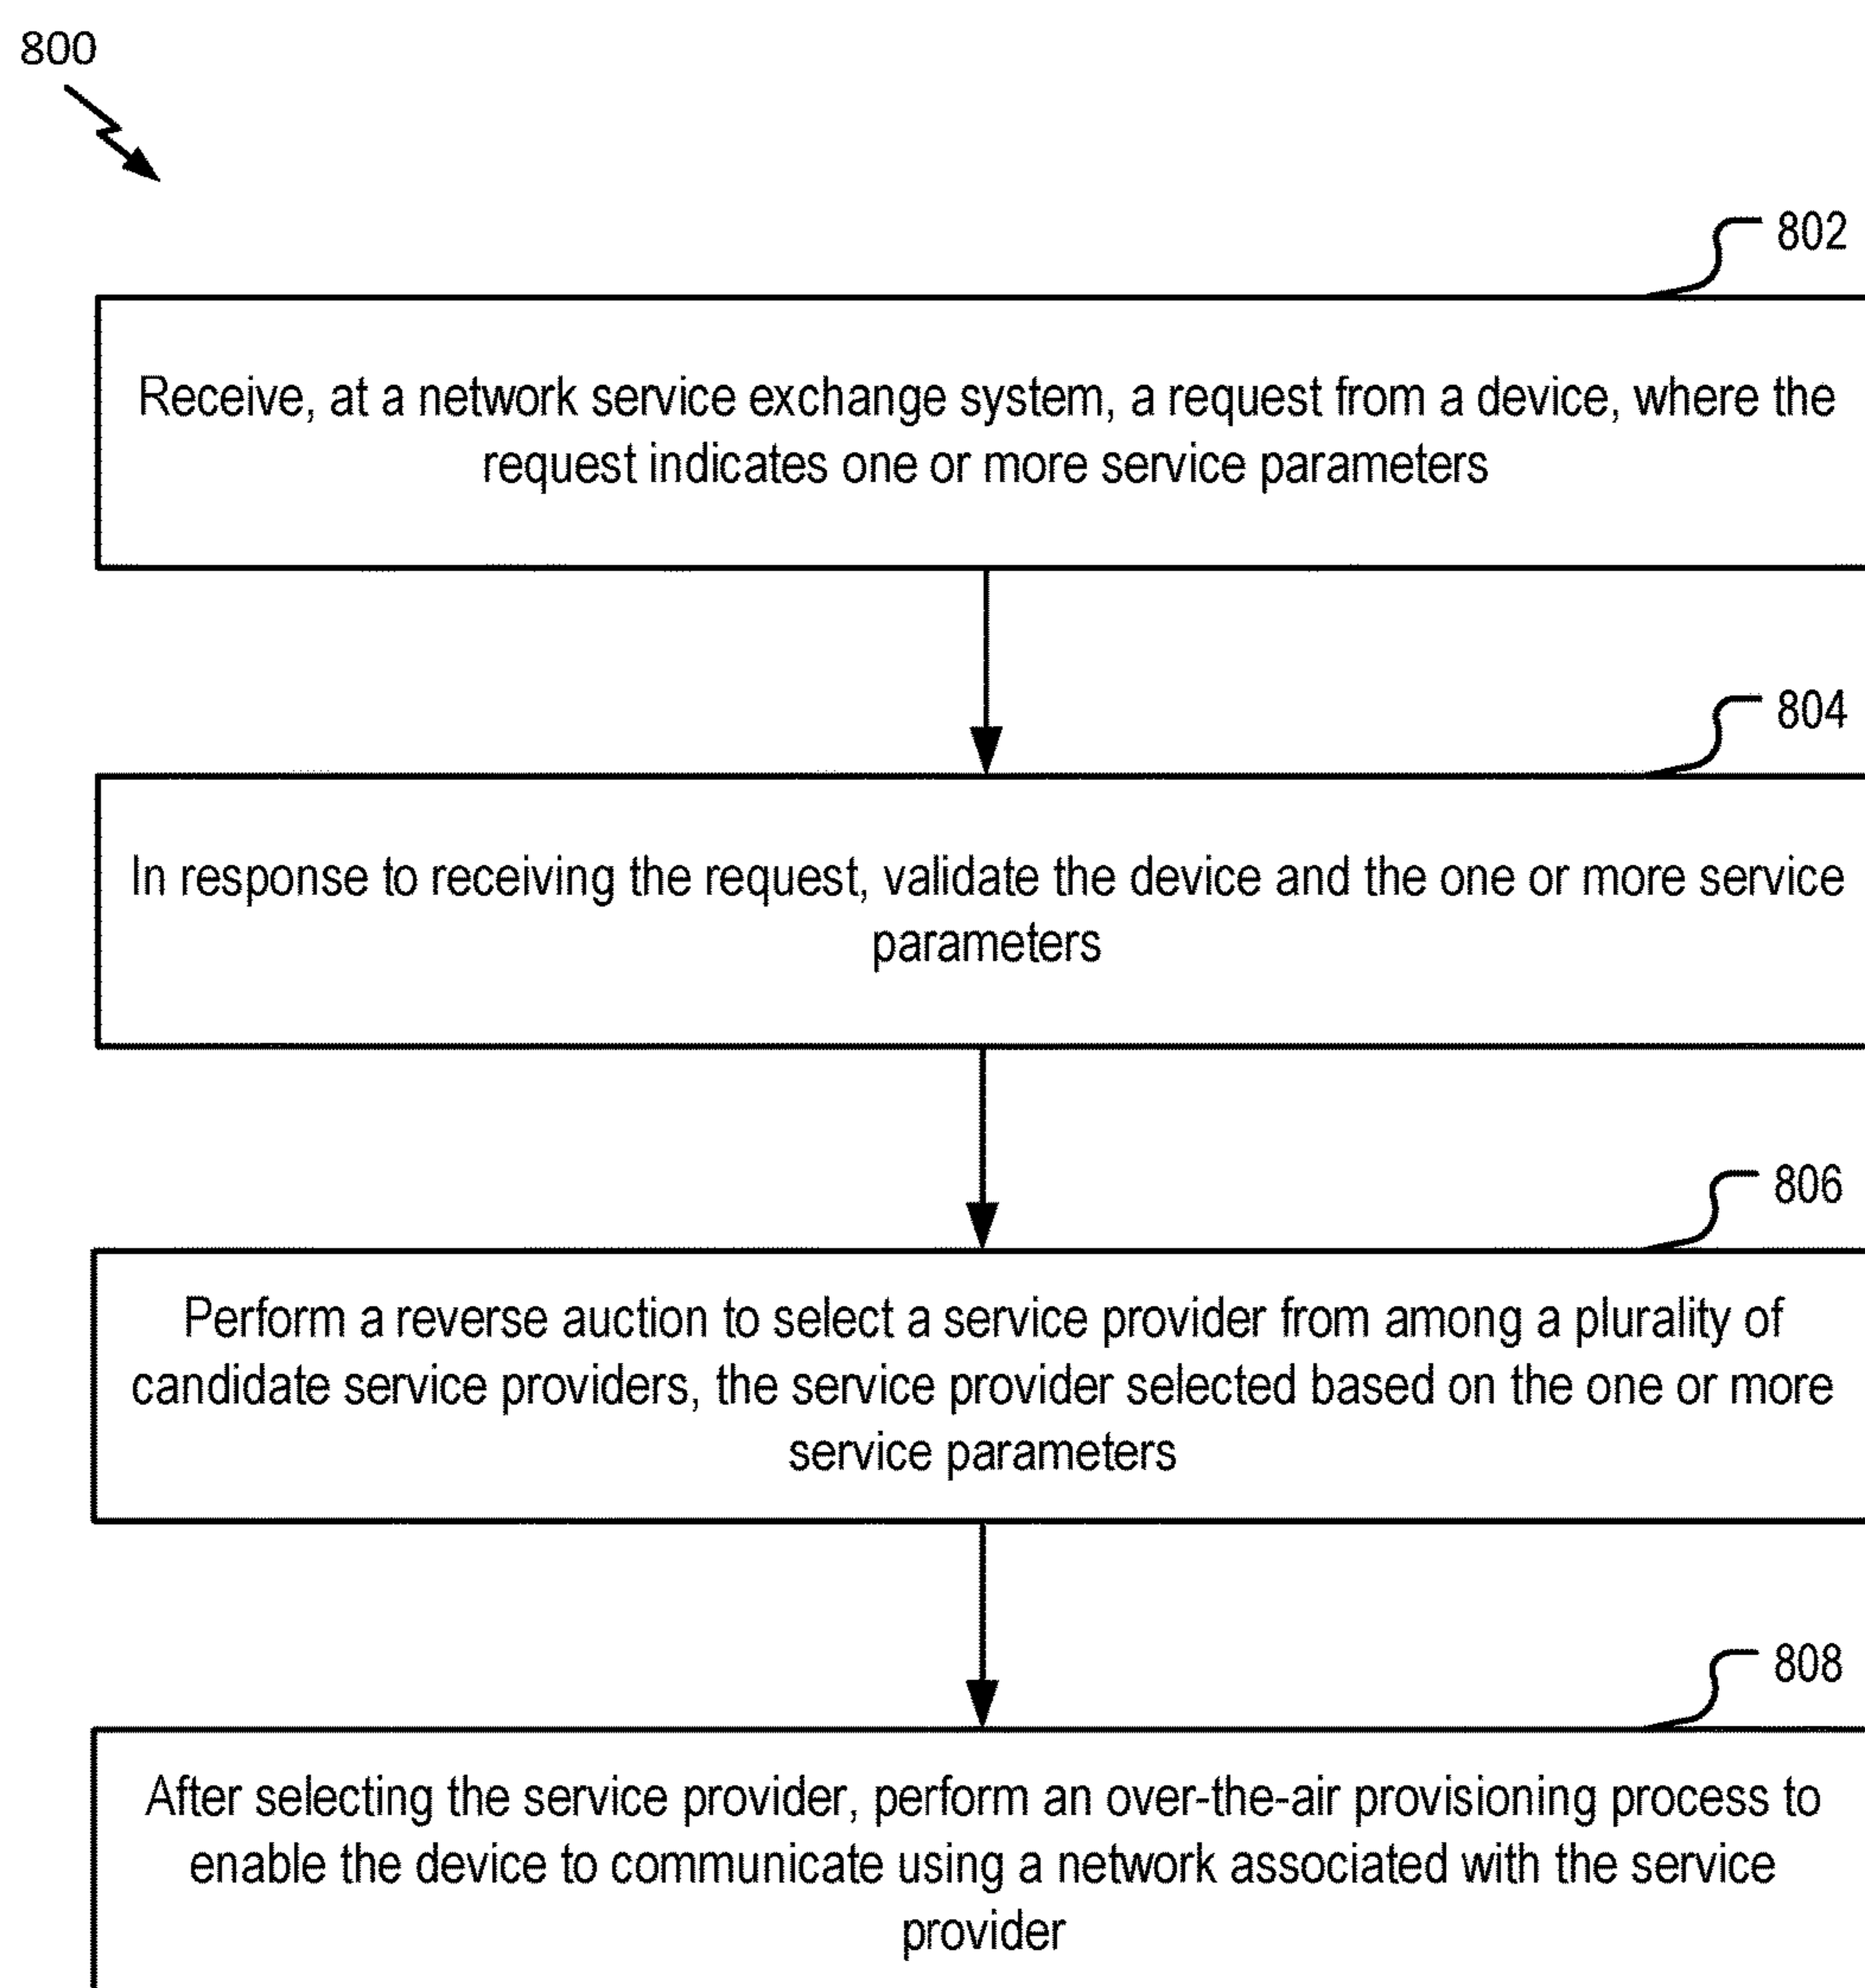 800
802
Receive, at a network service exchange system, a request from a device, where the
request indicates one or more service parameters
804
In response to receiving the request, validate the device and the one or more service
parameters
806
Perform a reverse auction to select a service provider from among a plurality of
candidate service providers, the service provider selected based on the one or more
service parameters
808
After selecting the service provider, perform an over-the-air provisioning process to
enable the device to communicate using a network associated with the service
provider